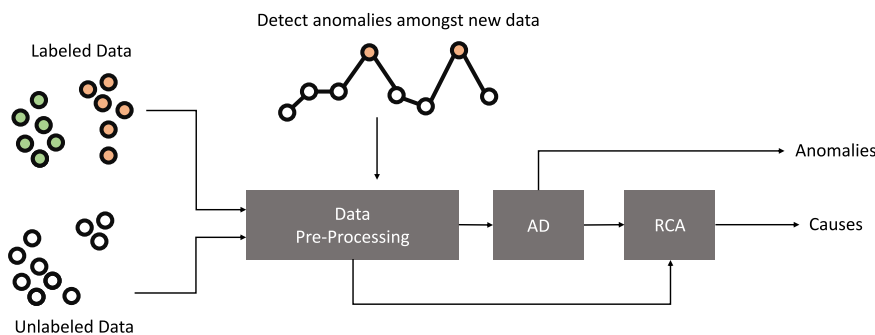 Detect anomalies amongst new data
Labeled Data
Anomalies
Data
Pre-Processing
AD
RCA
Causes
Unlabeled Data